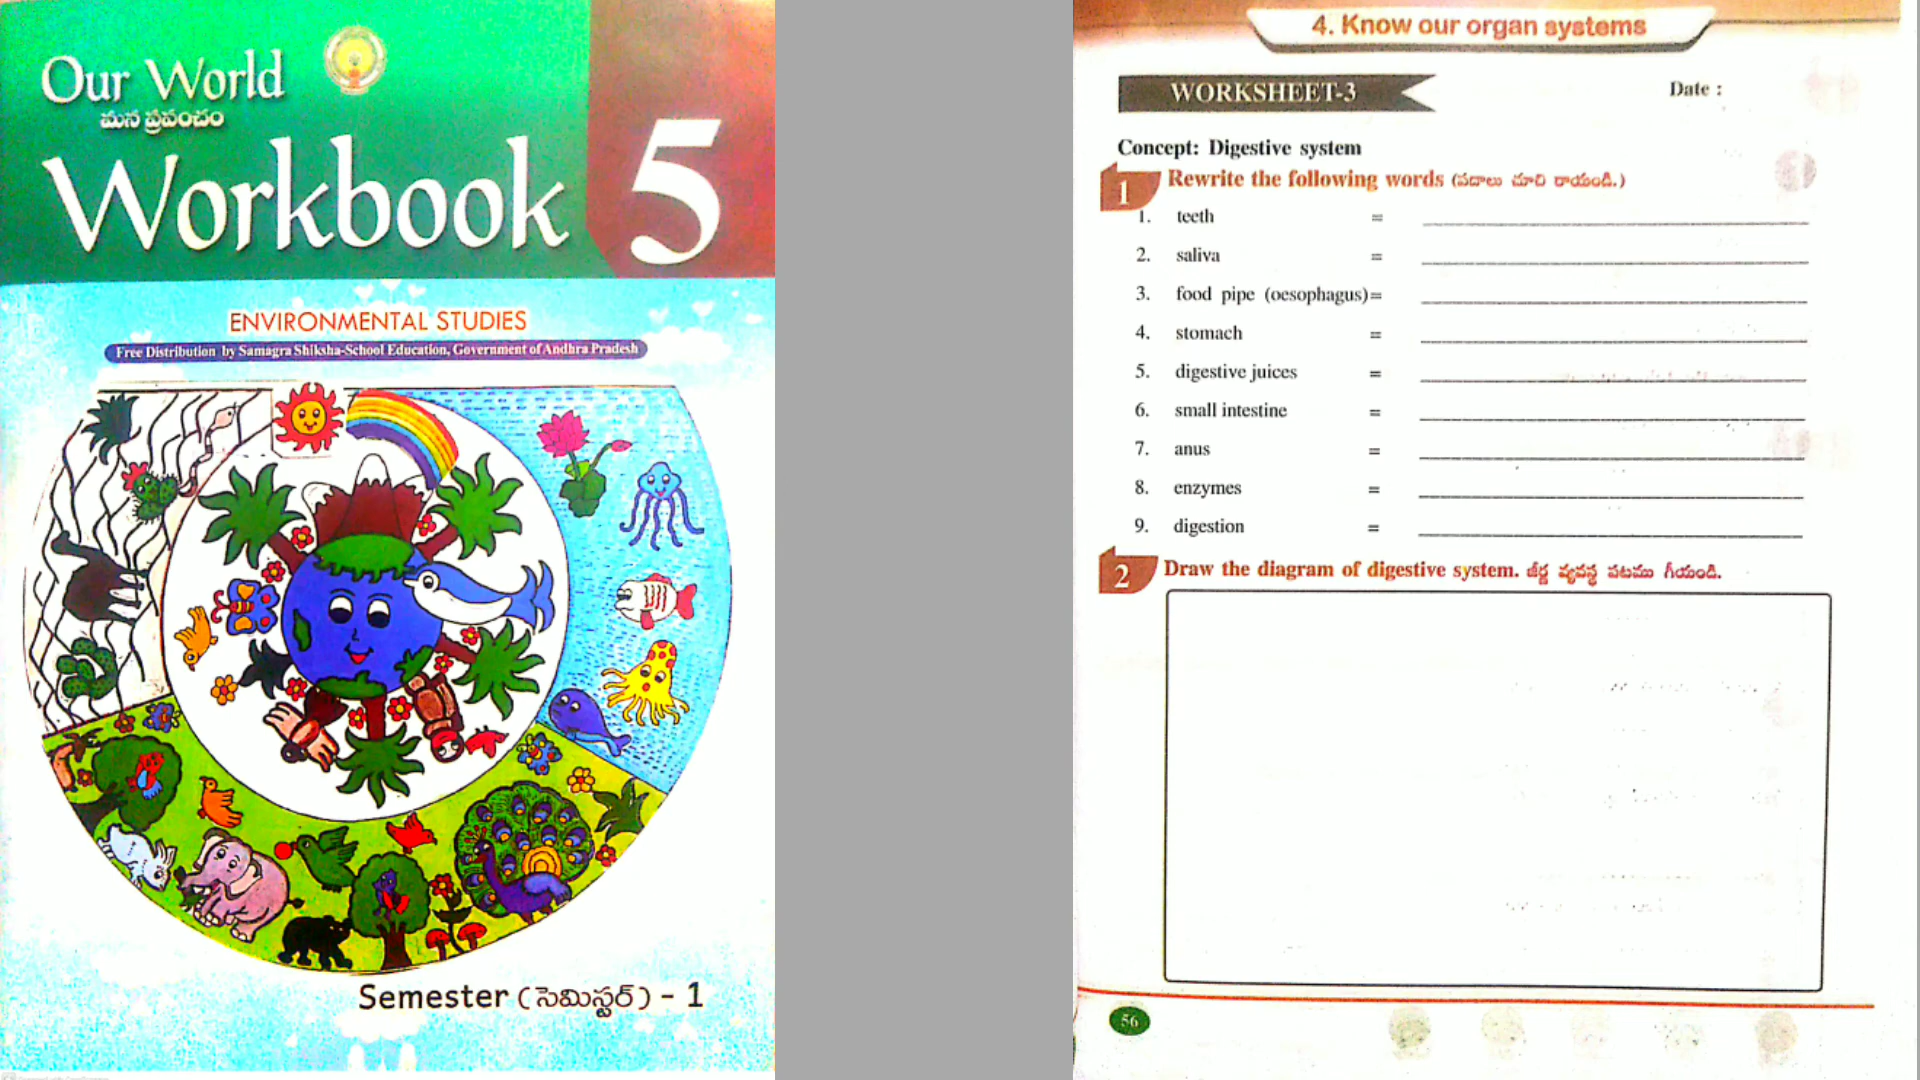 Our World
మన ప్రపంచం
Workbook 5
ENVIRONMENTAL STUDIES
Free Distribution by Samagra Shiksha-School Education, Government of Andhra Pradesh
Semester (సెమిస్టర్) - 1
4. Know our organ systems
WORKSHEET-3
Date :
Concept: Digestive system
1 Rewrite the following words (పదాలు చూచి రాయండి.)
1. teeth =
2. saliva =
3. food pipe (oesophagus)=
4. stomach =
5. digestive juices =
6. small intestine =
7. anus =
8. enzymes =
9. digestion =
2 Draw the diagram of digestive system. జీర్ణ వ్యవస్థ పటము గీయండి.
56